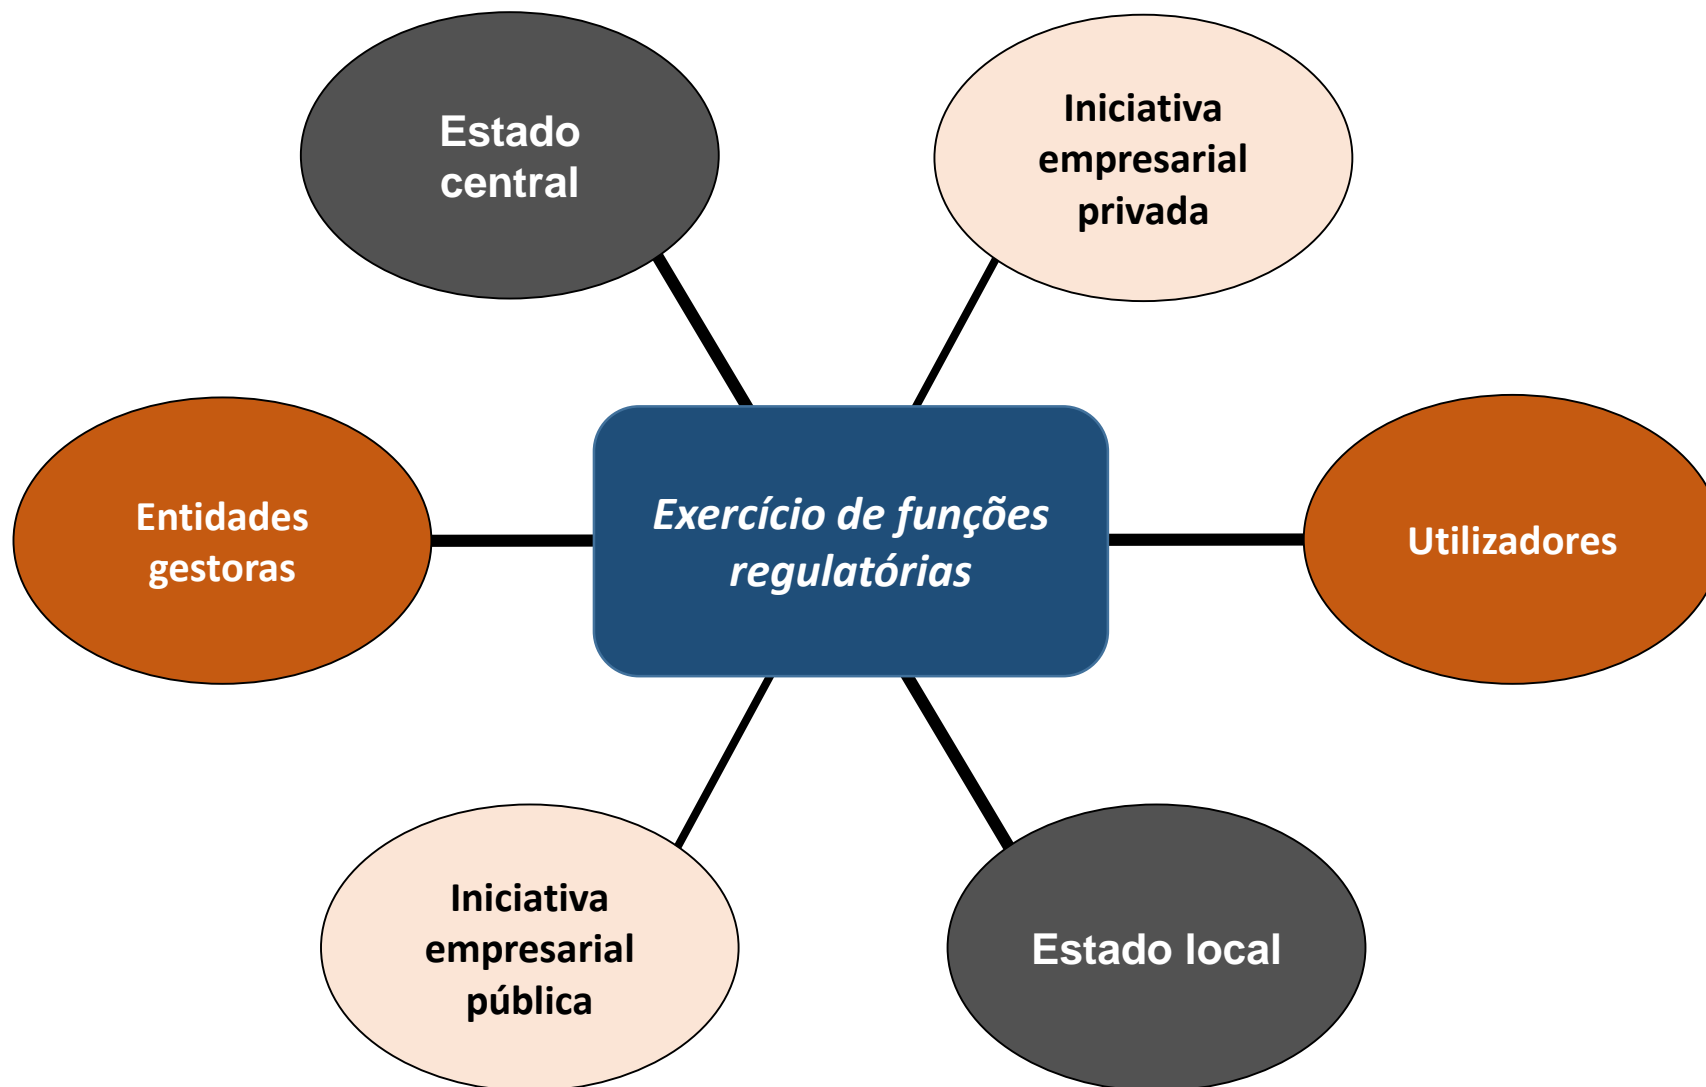 Estado
central
Iniciativa
empresarial
privada
Entidades
gestoras
Exercício de funções
regulatórias
Utilizadores
Iniciativa
empresarial
pública
Estado local